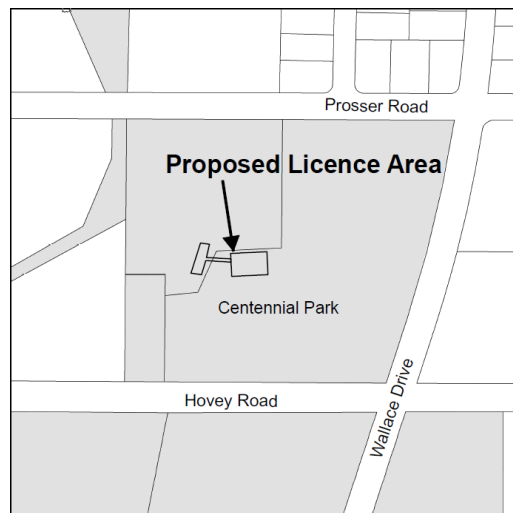 Prosser Road
Proposed Licence Area
Centennial Park
Hovey Road
Wallace Drive